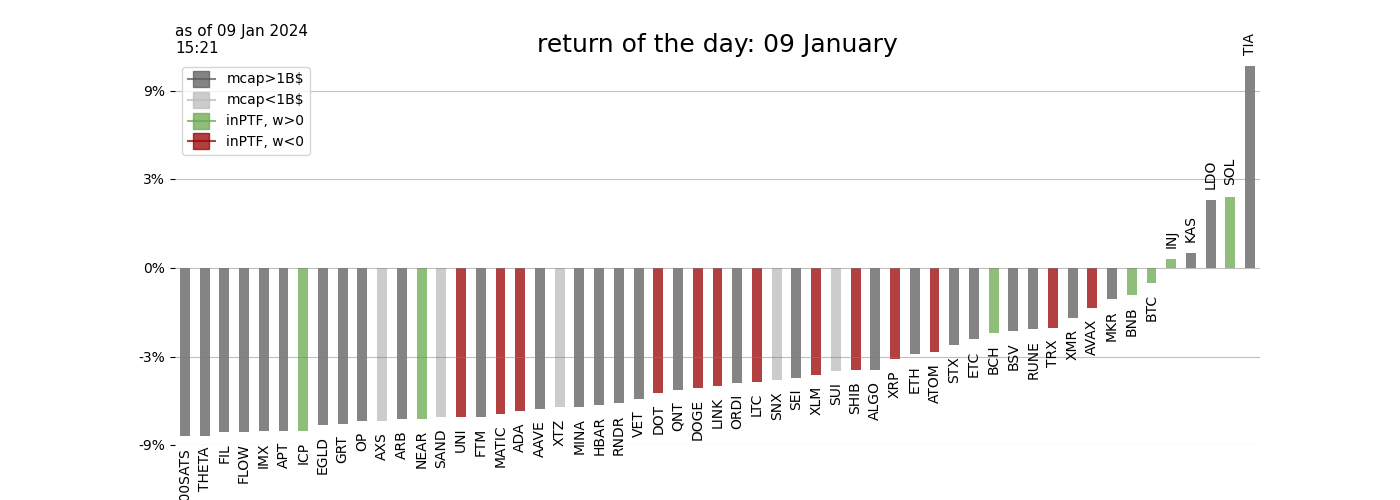 as of 09 Jan 2024
15:21
return of the day: 09 January
mcap>1B$
mcap<1B$
inPTF, w>0
inPTF, w<0
9%
3%
0%
-3%
-9%
00SATS
THETA
FIL
FLOW
IMX
APT
ICP
EGLD
GRT
OP
AXS
ARB
NEAR
SAND
UNI
FTM
MATIC
ADA
AAVE
XTZ
MINA
HBAR
RNDR
VET
DOT
QNT
DOGE
LINK
ORDI
LTC
SNX
SEI
XLM
SUI
SHIB
ALGO
XRP
ETH
ATOM
STX
ETC
BCH
BSV
RUNE
TRX
XMR
AVAX
MKR
BNB
BTC
INJ
KAS
LDO
SOL
TIA